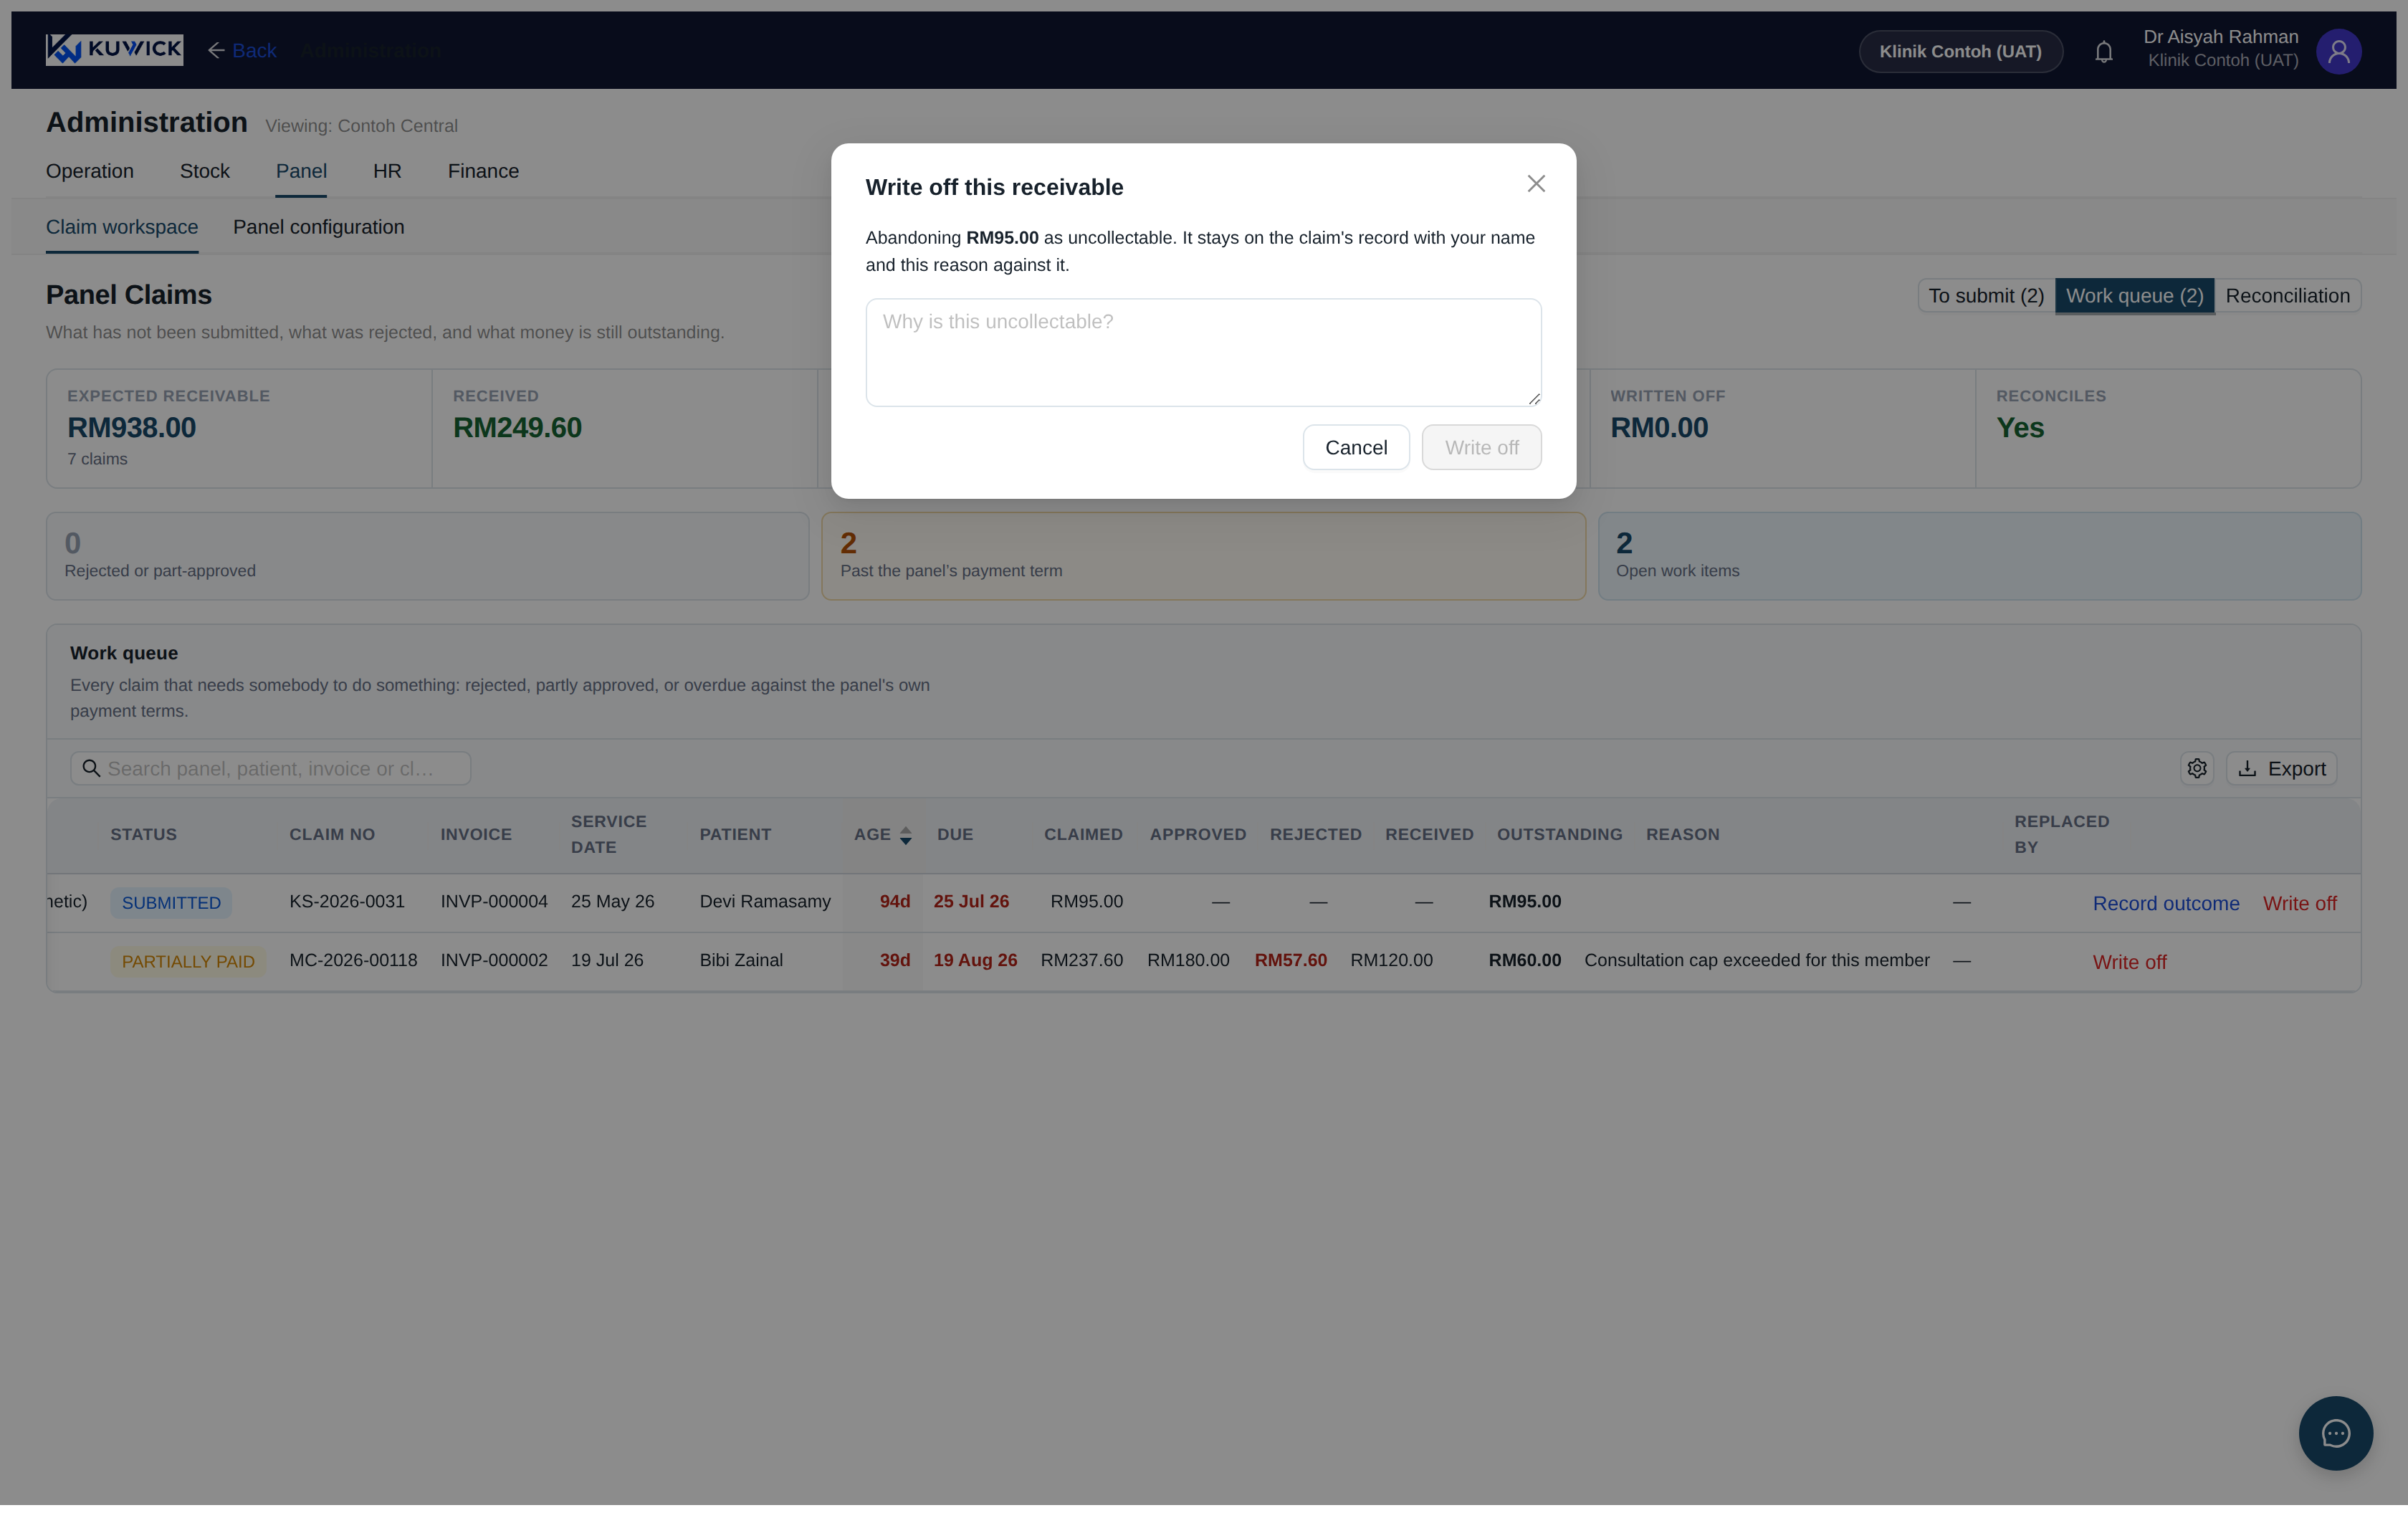 KUWICK
Back
Administration
Klinik Contoh (UAT)
Dr Aisyah Rahman
Klinik Contoh (UAT)
Administration
Viewing: Contoh Central
Operation
Stock
Panel
HR
Finance
Claim workspace
Panel configuration
Write off this receivable
Abandoning RM95.00 as uncollectable. It stays on the claim's record with your name
and this reason against it.
Why is this uncollectable?
Cancel
Write off
Panel Claims
What has not been submitted, what was rejected, and what money is still outstanding.
To submit (2)
Work queue (2)
Reconciliation
EXPECTED RECEIVABLE
RM938.00
7 claims
RECEIVED
RM249.60
WRITTEN OFF
RM0.00
RECONCILES
Yes
0
Rejected or part-approved
2
Past the panel's payment term
2
Open work items
Work queue
Every claim that needs somebody to do something: rejected, partly approved, or overdue against the panel's own
payment terms.
Search panel, patient, invoice or cl…
Export
STATUS CLAIM NO INVOICE SERVICE DATE PATIENT AGE DUE CLAIMED APPROVED REJECTED RECEIVED OUTSTANDING REASON REPLACED BY
netic) SUBMITTED KS-2026-0031 INVP-000004 25 May 26 Devi Ramasamy 94d 25 Jul 26 RM95.00 — — — RM95.00 — Record outcome Write off
PARTIALLY PAID MC-2026-00118 INVP-000002 19 Jul 26 Bibi Zainal 39d 19 Aug 26 RM237.60 RM180.00 RM57.60 RM120.00 RM60.00 Consultation cap exceeded for this member — Write off